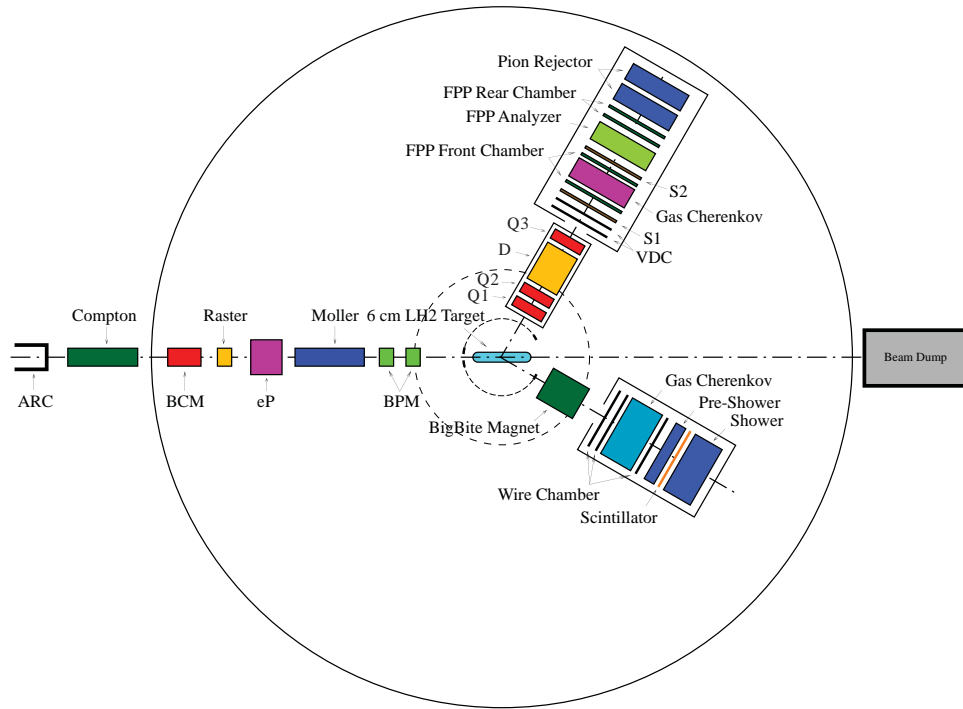 Pion Rejector
FPP Rear Chamber
FPP Analyzer
FPP Front Chamber
S2
Gas Cherenkov
S1
VDC
Q3
D
Q2
Q1
Compton
Raster
Moller
6 cm LH2 Target
Beam Dump
ARC
BCM
eP
BPM
BigBite Magnet
Gas Cherenkov
Pre-Shower
Shower
Wire Chamber
Scintillator